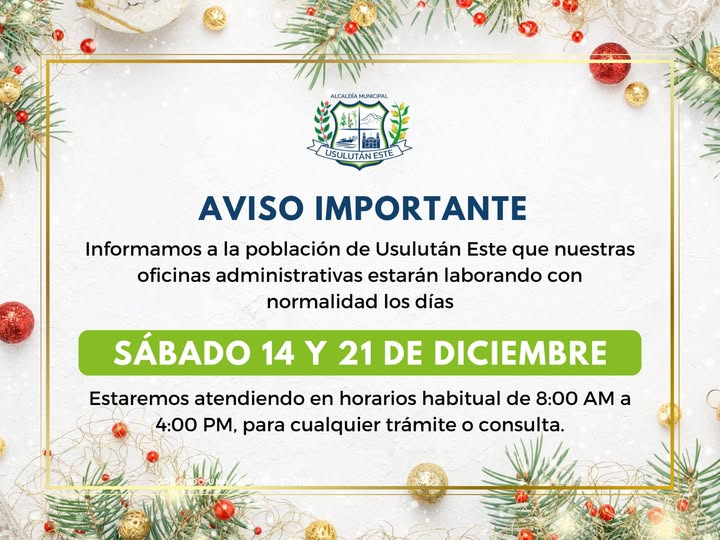 ALCALDÍA MUNICIPAL
USULUTÁN ESTE
AVISO IMPORTANTE
Informamos a la población de Usulután Este que nuestras
oficinas administrativas estarán laborando con
normalidad los días
SÁBADO 14 Y 21 DE DICIEMBRE
Estaremos atendiendo en horarios habitual de 8:00 AM a
4:00 PM, para cualquier trámite o consulta.